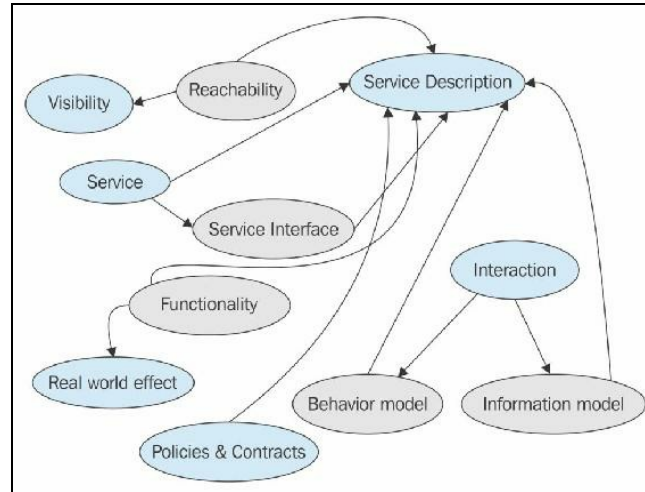 Service Description
Reachability
Visibility
Service
Service Interface
Interaction
Functionality
Real world effect
Behavior model
Information model
Policies & Contracts